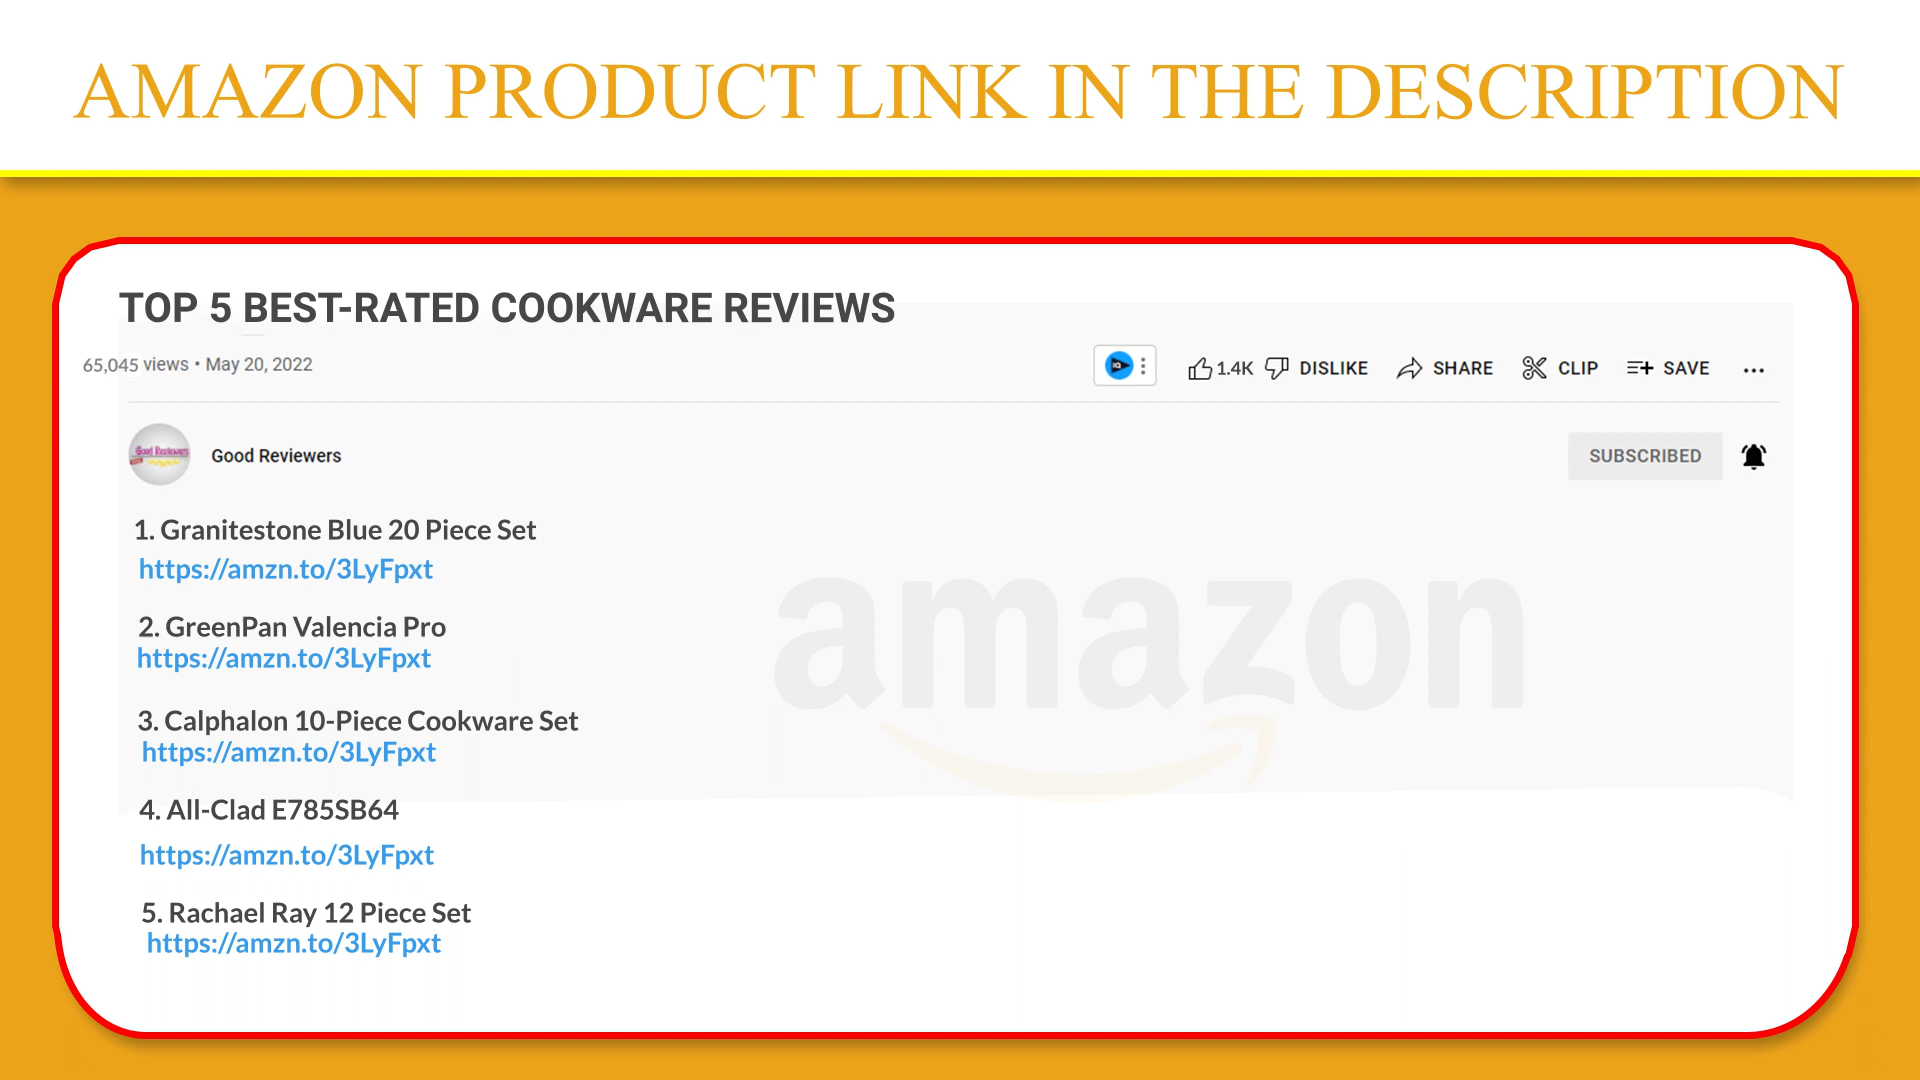 AMAZON PRODUCT LINK IN THE DESCRIPTION
TOP 5 BEST-RATED COOKWARE REVIEWS
65,045 views • May 20, 2022
1.4K DISLIKE SHARE CLIP SAVE ...
Good Reviewers
Good Reviewers
SUBSCRIBED
1. Granitestone Blue 20 Piece Set
https://amzn.to/3LyFpxt
2. GreenPan Valencia Pro
https://amzn.to/3LyFpxt
3. Calphalon 10-Piece Cookware Set
https://amzn.to/3LyFpxt
4. All-Clad E785SB64
https://amzn.to/3LyFpxt
5. Rachael Ray 12 Piece Set
https://amzn.to/3LyFpxt
amazon